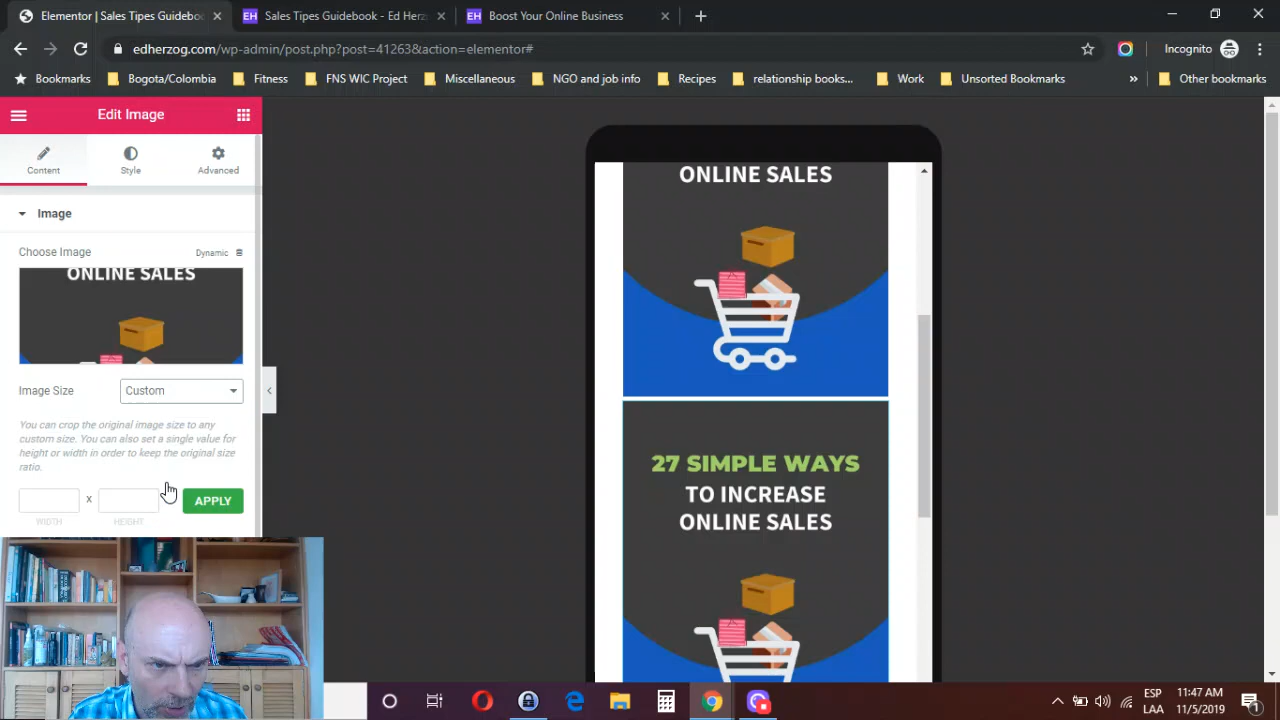 Elementor | Sales Tipes Guidebo
Sales Tipes Guidebook - Ed Herz
Boost Your Online Business
edherzog.com/wp-admin/post.php?post=41263&action=elementor#
Incognito
Bookmarks
Bogota/Colombia
Fitness
FNS WIC Project
Miscellaneous
NGO and job info
Recipes
relationship books...
Work
Unsorted Bookmarks
»
Other bookmarks
Edit Image
Content
Style
Advanced
Image
Choose Image
Dynamic
ONLINE SALES
Image Size
Custom
You can crop the original image size to any
custom size. You can also set a single value for
height or width in order to keep the original size
ratio.
x
APPLY
WIDTH
HEIGHT
ONLINE SALES
27 SIMPLE WAYS
TO INCREASE
ONLINE SALES
ESP
LAA
11:47 AM
11/5/2019
1